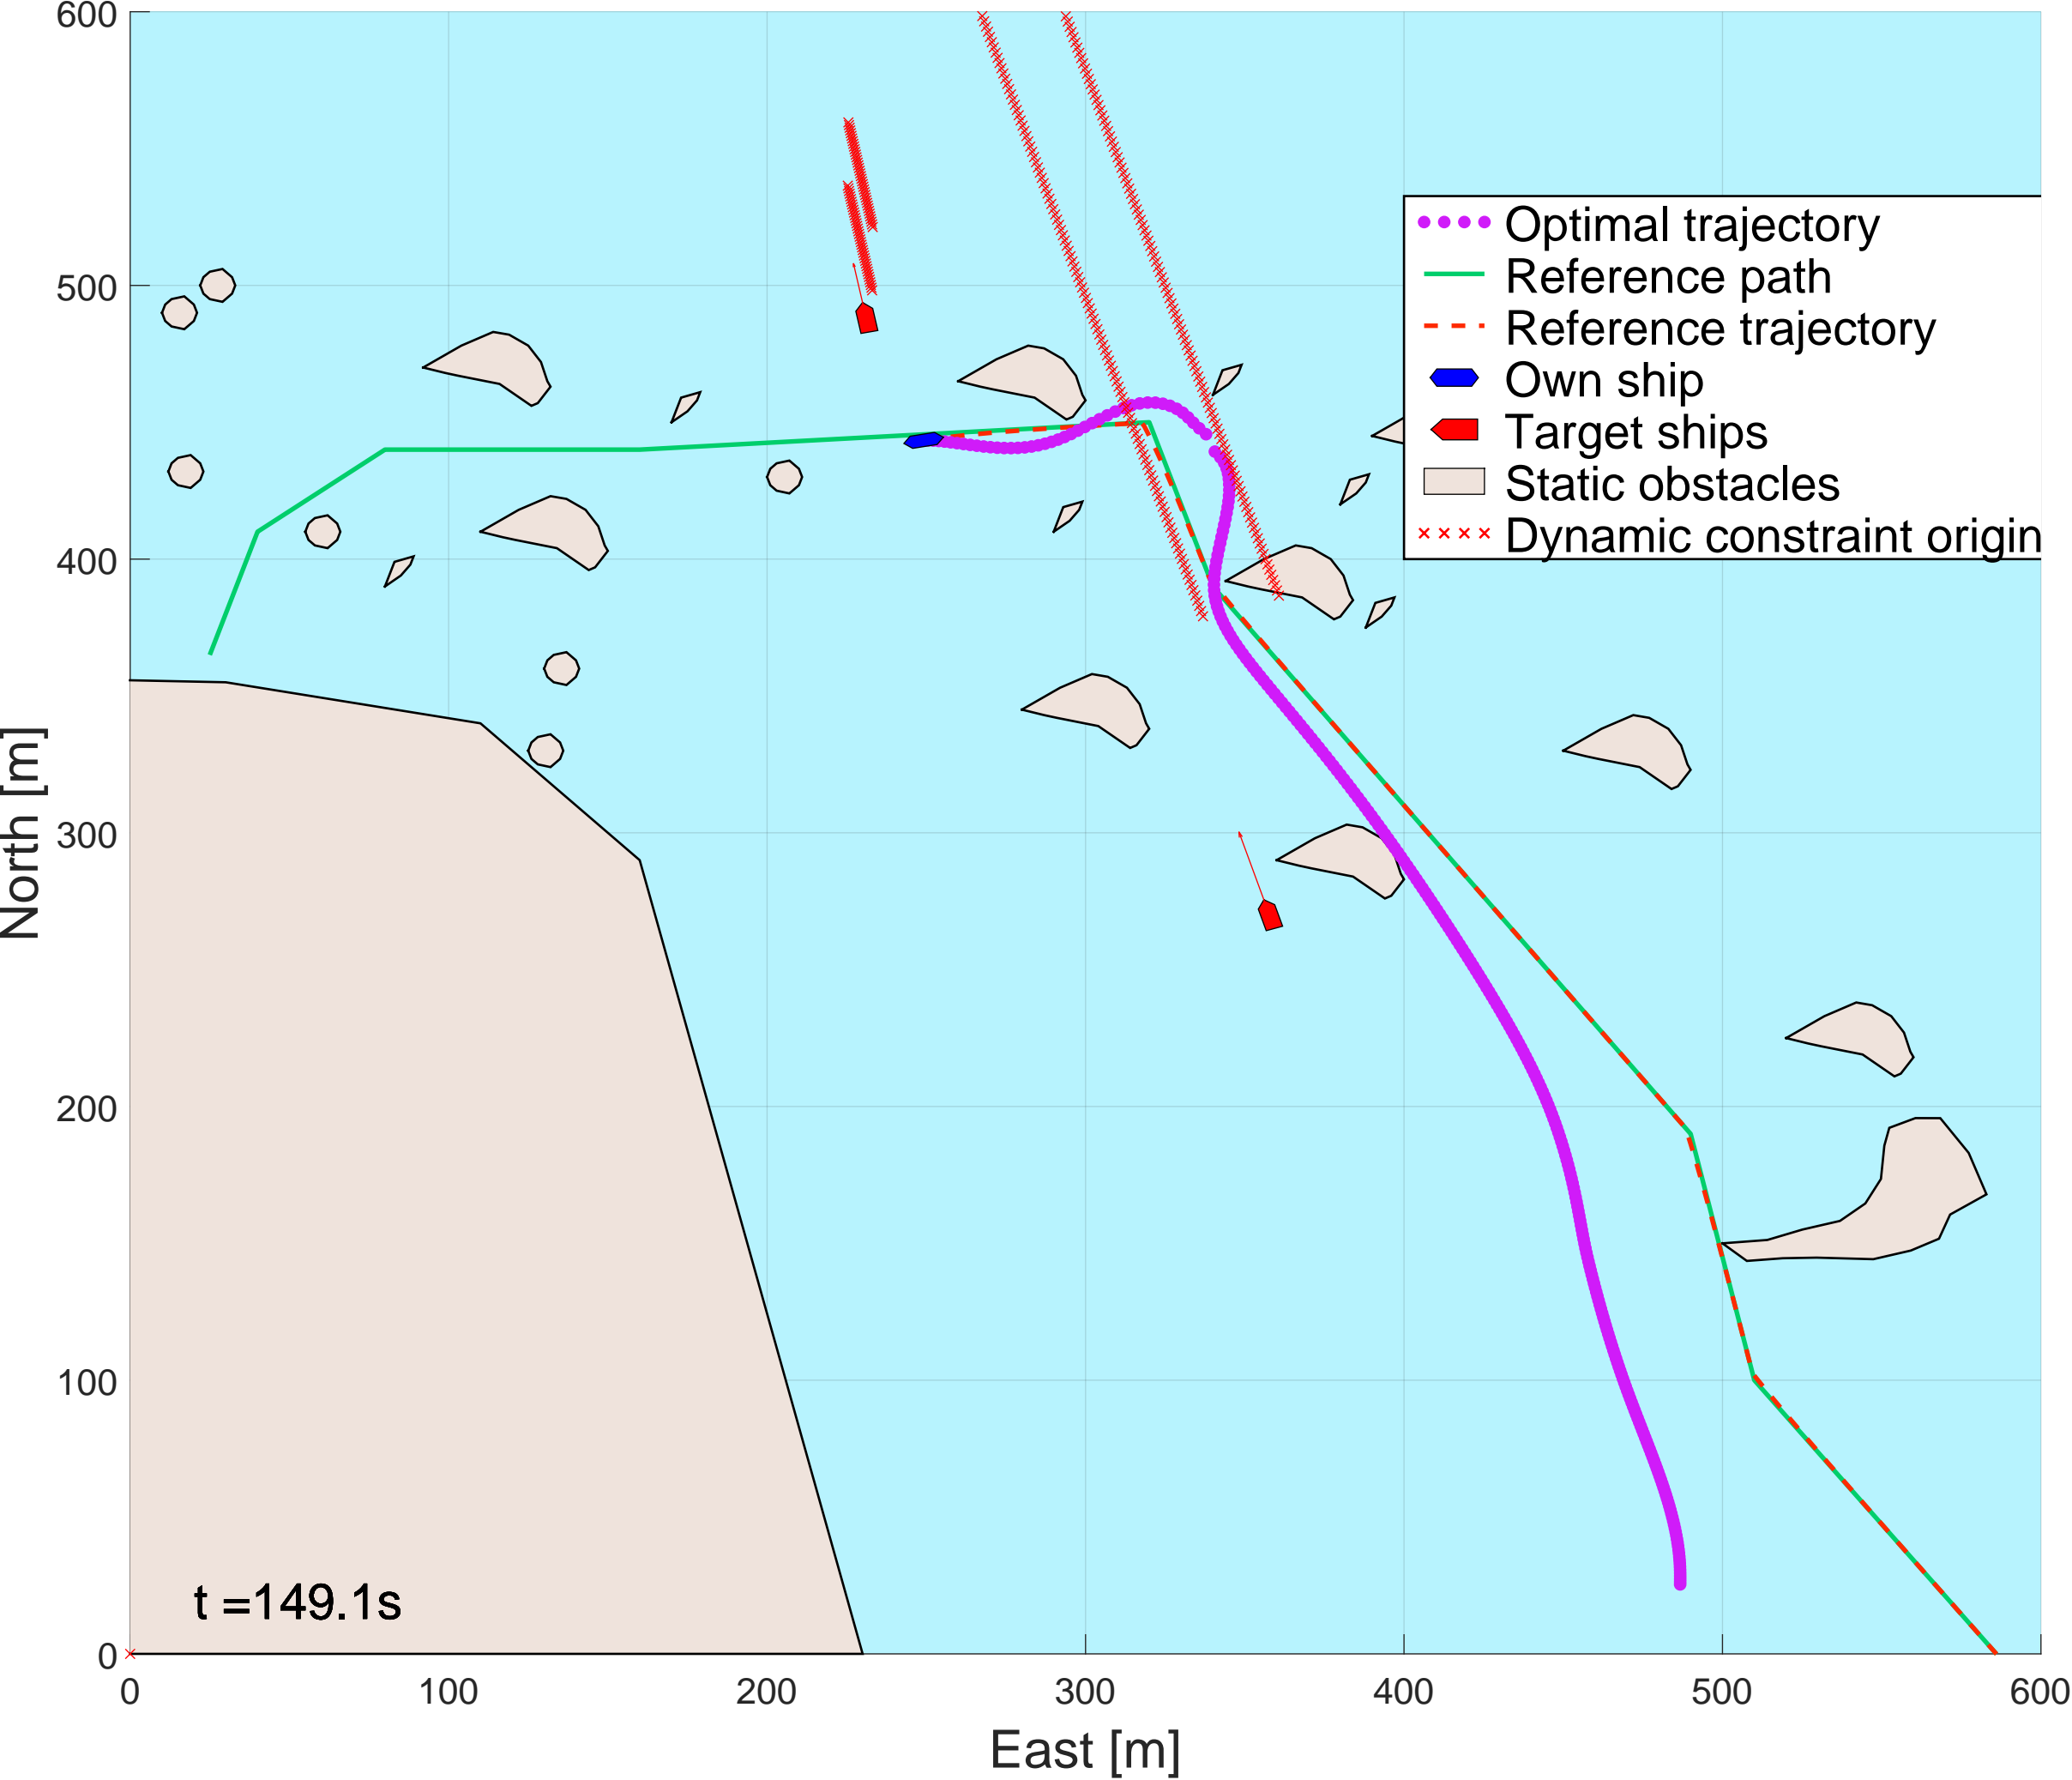 600
500
400
300
200
100
0
North [m]
Optimal trajectory
Reference path
Reference trajectory
Own ship
Target ships
Static obstacles
Dynamic constraint origin
t =149.1s
0 100 200 300 400 500 600
East [m]